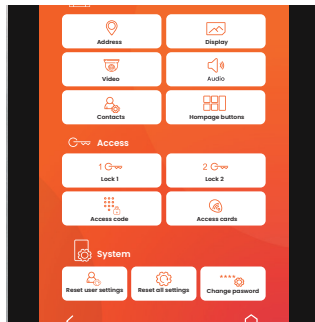 Address
Display
Video
Audio
Contacts
Hompage buttons
Access
1
2
Lock 1
Lock 2
Access code
Access cards
System
****
Reset user settings
Reset all settings
Change pasword